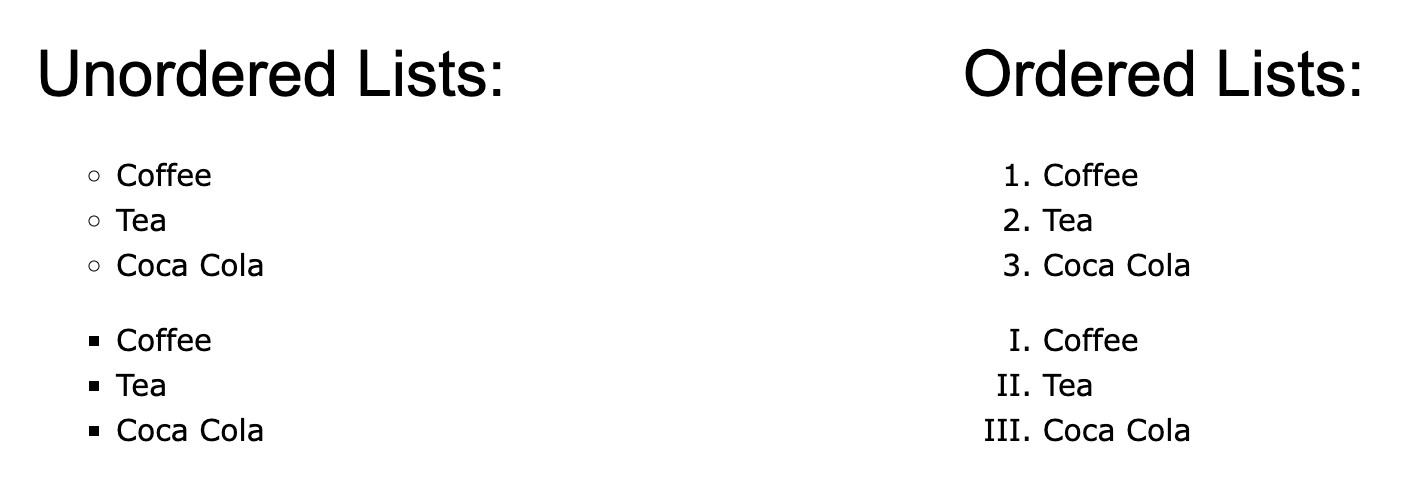 Unordered Lists:
○ Coffee
○ Tea
○ Coca Cola
▪ Coffee
▪ Tea
▪ Coca Cola
Ordered Lists:
1. Coffee
2. Tea
3. Coca Cola
I. Coffee
II. Tea
III. Coca Cola